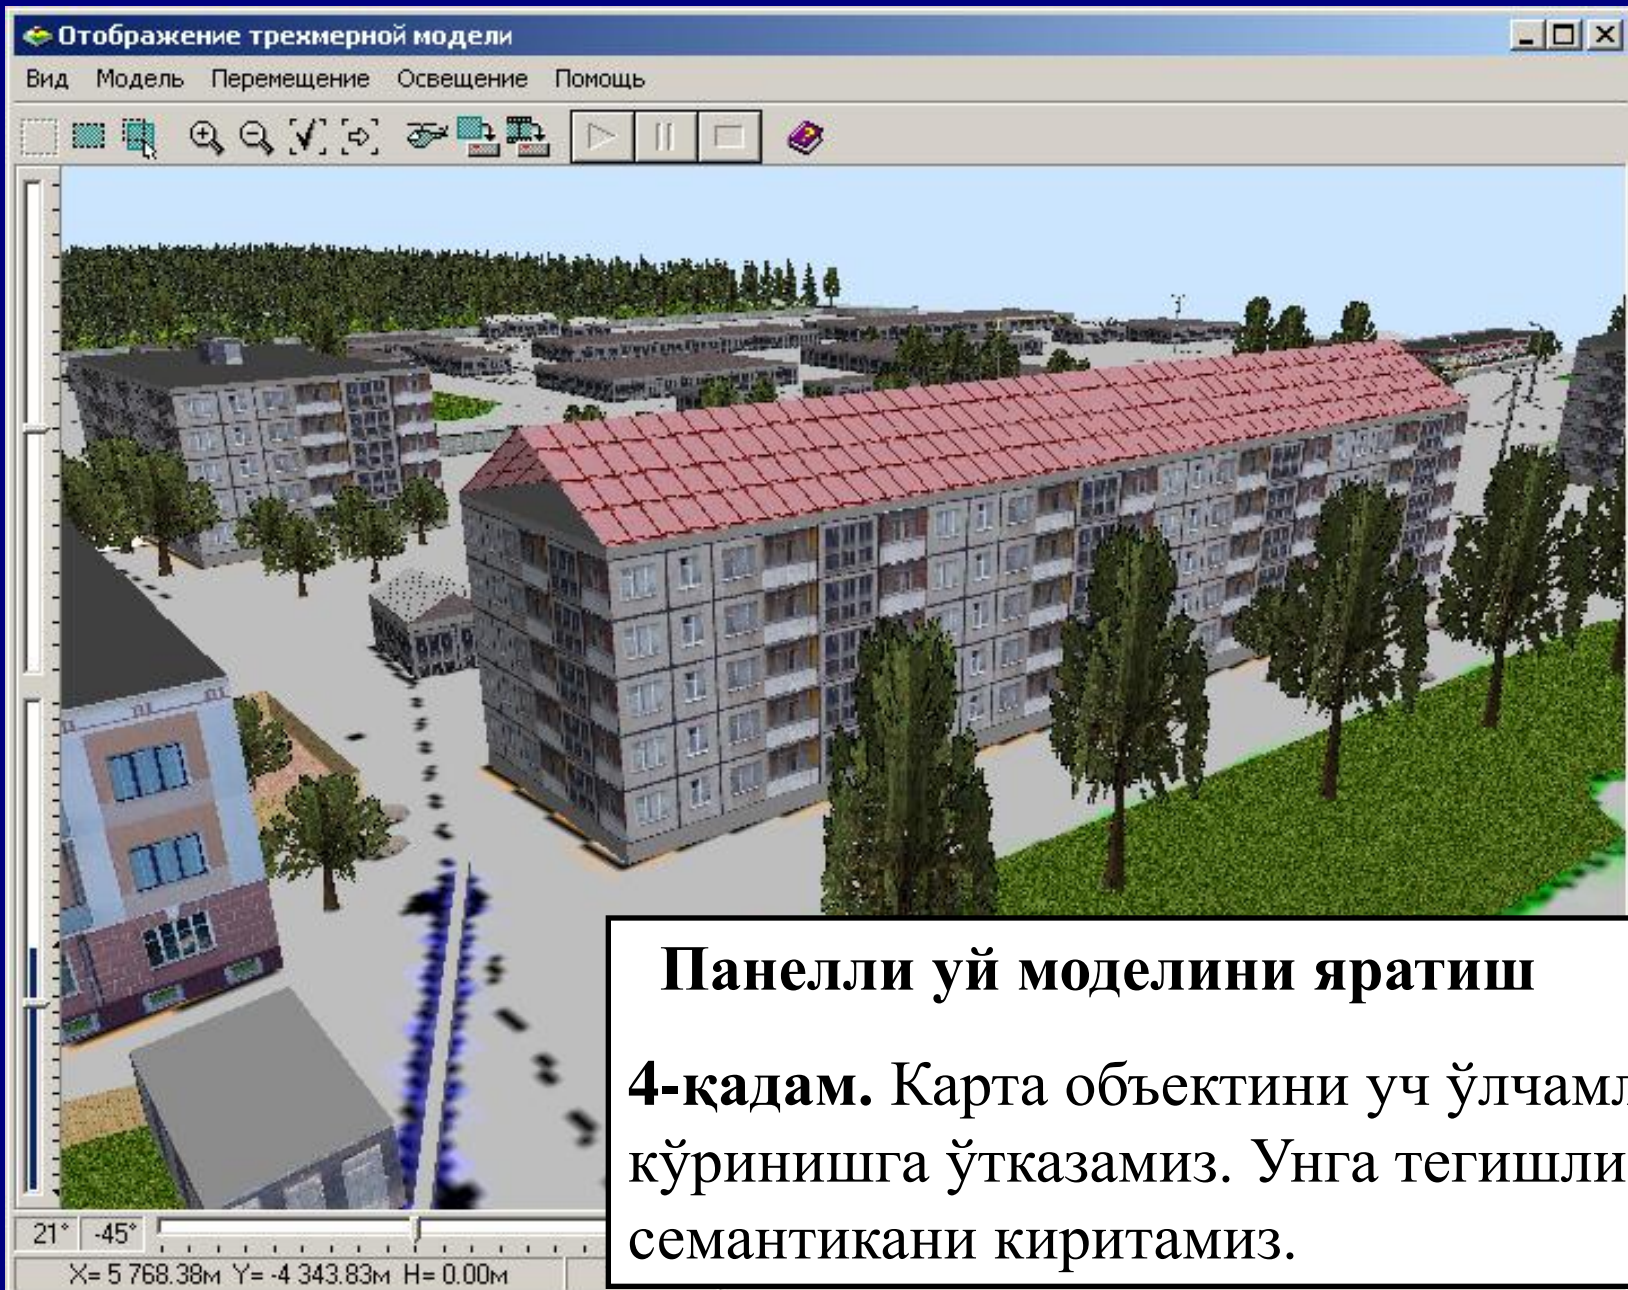 Отображение трехмерной модели
Вид Модель Перемещение Освещение Помощь
Панелли уй моделини яратиш
4-қадам. Карта объектини уч ўлчамл
кўринишга ўтказамиз. Унга тегишли
семантикани киритамиз.
21° -45°
X= 5 768.38м Y= -4 343.83м H= 0.00м